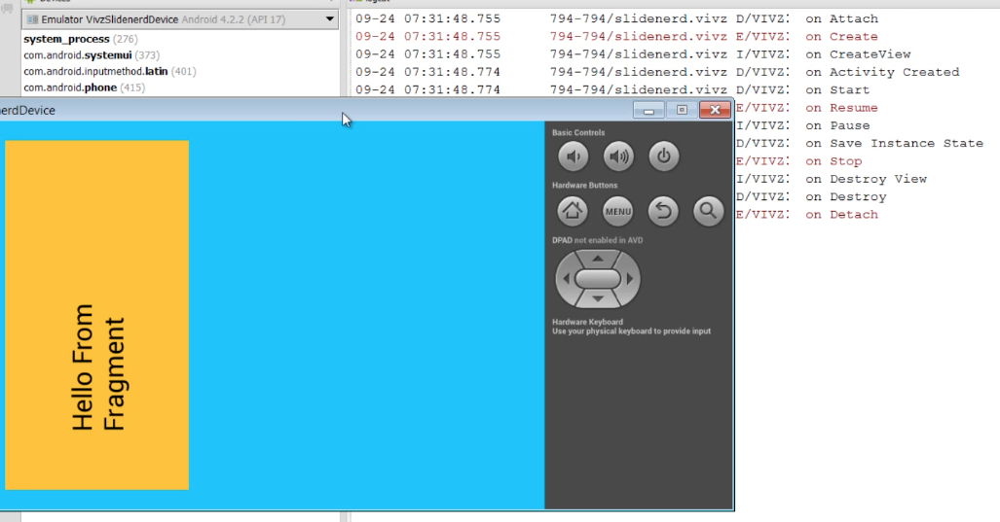 Emulator VivzSlidenerdDevice Android 4.2.2 (API 17)
system_process (276)
com.android.systemui (373)
com.android.inputmethod.latin (401)
com.android.phone (415)
09-24 07:31:48.755 794-794/slidenerd.vivz D/VIVZ: on Attach
09-24 07:31:48.755 794-794/slidenerd.vivz E/VIVZ: on Create
09-24 07:31:48.755 794-794/slidenerd.vivz I/VIVZ: on CreateView
09-24 07:31:48.774 794-794/slidenerd.vivz D/VIVZ: on Activity Created
09-24 07:31:48.774 794-794/slidenerd.vivz D/VIVZ: on Start
E/VIVZ: on Resume
I/VIVZ: on Pause
D/VIVZ: on Save Instance State
E/VIVZ: on Stop
I/VIVZ: on Destroy View
D/VIVZ: on Destroy
E/VIVZ: on Detach
nerdDevice
Hello From
Fragment
Basic Controls
Hardware Buttons
MENU
DPAD not enabled in AVD
Hardware Keyboard
Use your physical keyboard to provide input